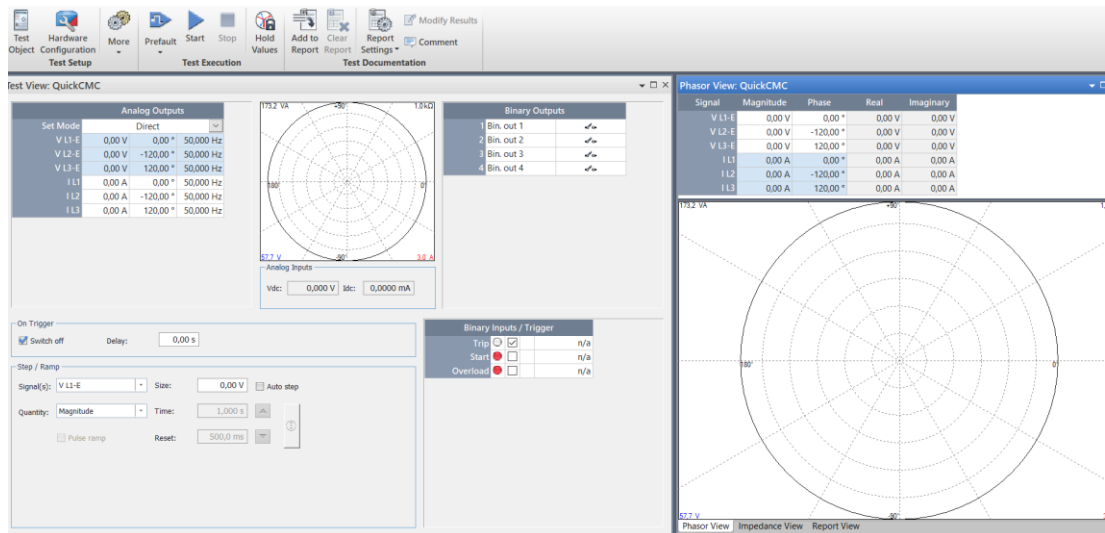 Test Object
Hardware Configuration
More
Prefault
Start
Stop
Hold Values
Add to Report
Clear Report
Report Settings
Modify Results
Comment
Test Setup
Test Execution
Test Documentation
Test View: QuickCMC
Analog Outputs
Set Mode Direct
V L1-E 0,00 V 0,00 ° 50,000 Hz
V L2-E 0,00 V -120,00 ° 50,000 Hz
V L3-E 0,00 V 120,00 ° 50,000 Hz
I L1 0,00 A 0,00 ° 50,000 Hz
I L2 0,00 A -120,00 ° 50,000 Hz
I L3 0,00 A 120,00 ° 50,000 Hz
173,2 VA +90° 1,0 kΩ
180° 0°
57,7 V -90° 3,0 A
Analog Inputs
Vdc: 0,000 V Idc: 0,0000 mA
Binary Outputs
1 Bin. out 1
2 Bin. out 2
3 Bin. out 3
4 Bin. out 4
On Trigger
Switch off Delay: 0,00 s
Step / Ramp
Signal(s): V L1-E Size: 0,00 V Auto step
Quantity: Magnitude Time: 1,000 s
Pulse ramp Reset: 500,0 ms
Binary Inputs / Trigger
Trip n/a
Start n/a
Overload n/a
Phasor View: QuickCMC
Signal Magnitude Phase Real Imaginary
V L1-E 0,00 V 0,00 ° 0,00 V 0,00 V
V L2-E 0,00 V -120,00 ° 0,00 V 0,00 V
V L3-E 0,00 V 120,00 ° 0,00 V 0,00 V
I L1 0,00 A 0,00 ° 0,00 A 0,00 A
I L2 0,00 A -120,00 ° 0,00 A 0,00 A
I L3 0,00 A 120,00 ° 0,00 A 0,00 A
173,2 VA +90°
180° 0°
57,7 V -90°
Phasor View Impedance View Report View